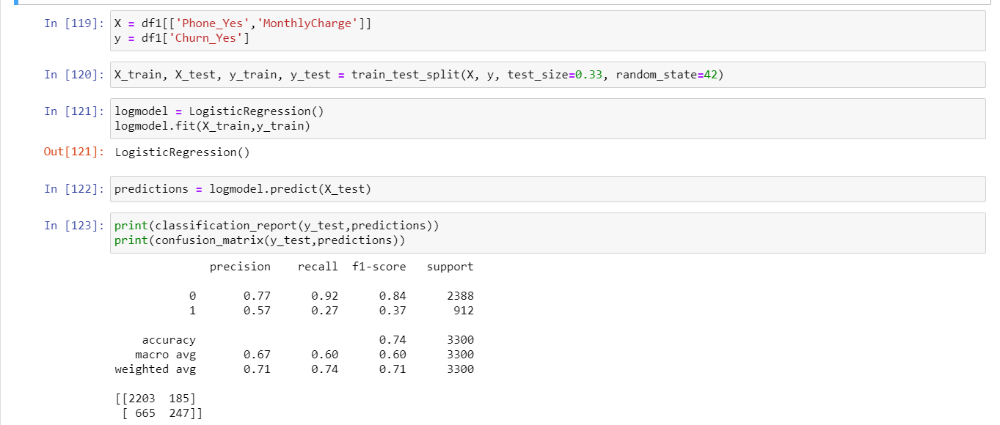 In [119]: X = df1[['Phone_Yes','MonthlyCharge']]
y = df1['Churn_Yes']
In [120]: X_train, X_test, y_train, y_test = train_test_split(X, y, test_size=0.33, random_state=42)
In [121]: logmodel = LogisticRegression()
logmodel.fit(X_train,y_train)
Out[121]: LogisticRegression()
In [122]: predictions = logmodel.predict(X_test)
In [123]: print(classification_report(y_test,predictions))
print(confusion_matrix(y_test,predictions))
precision recall f1-score support
0 0.77 0.92 0.84 2388
1 0.57 0.27 0.37 912
accuracy 0.74 3300
macro avg 0.67 0.60 0.60 3300
weighted avg 0.71 0.74 0.71 3300
[[2203 185]
[ 665 247]]